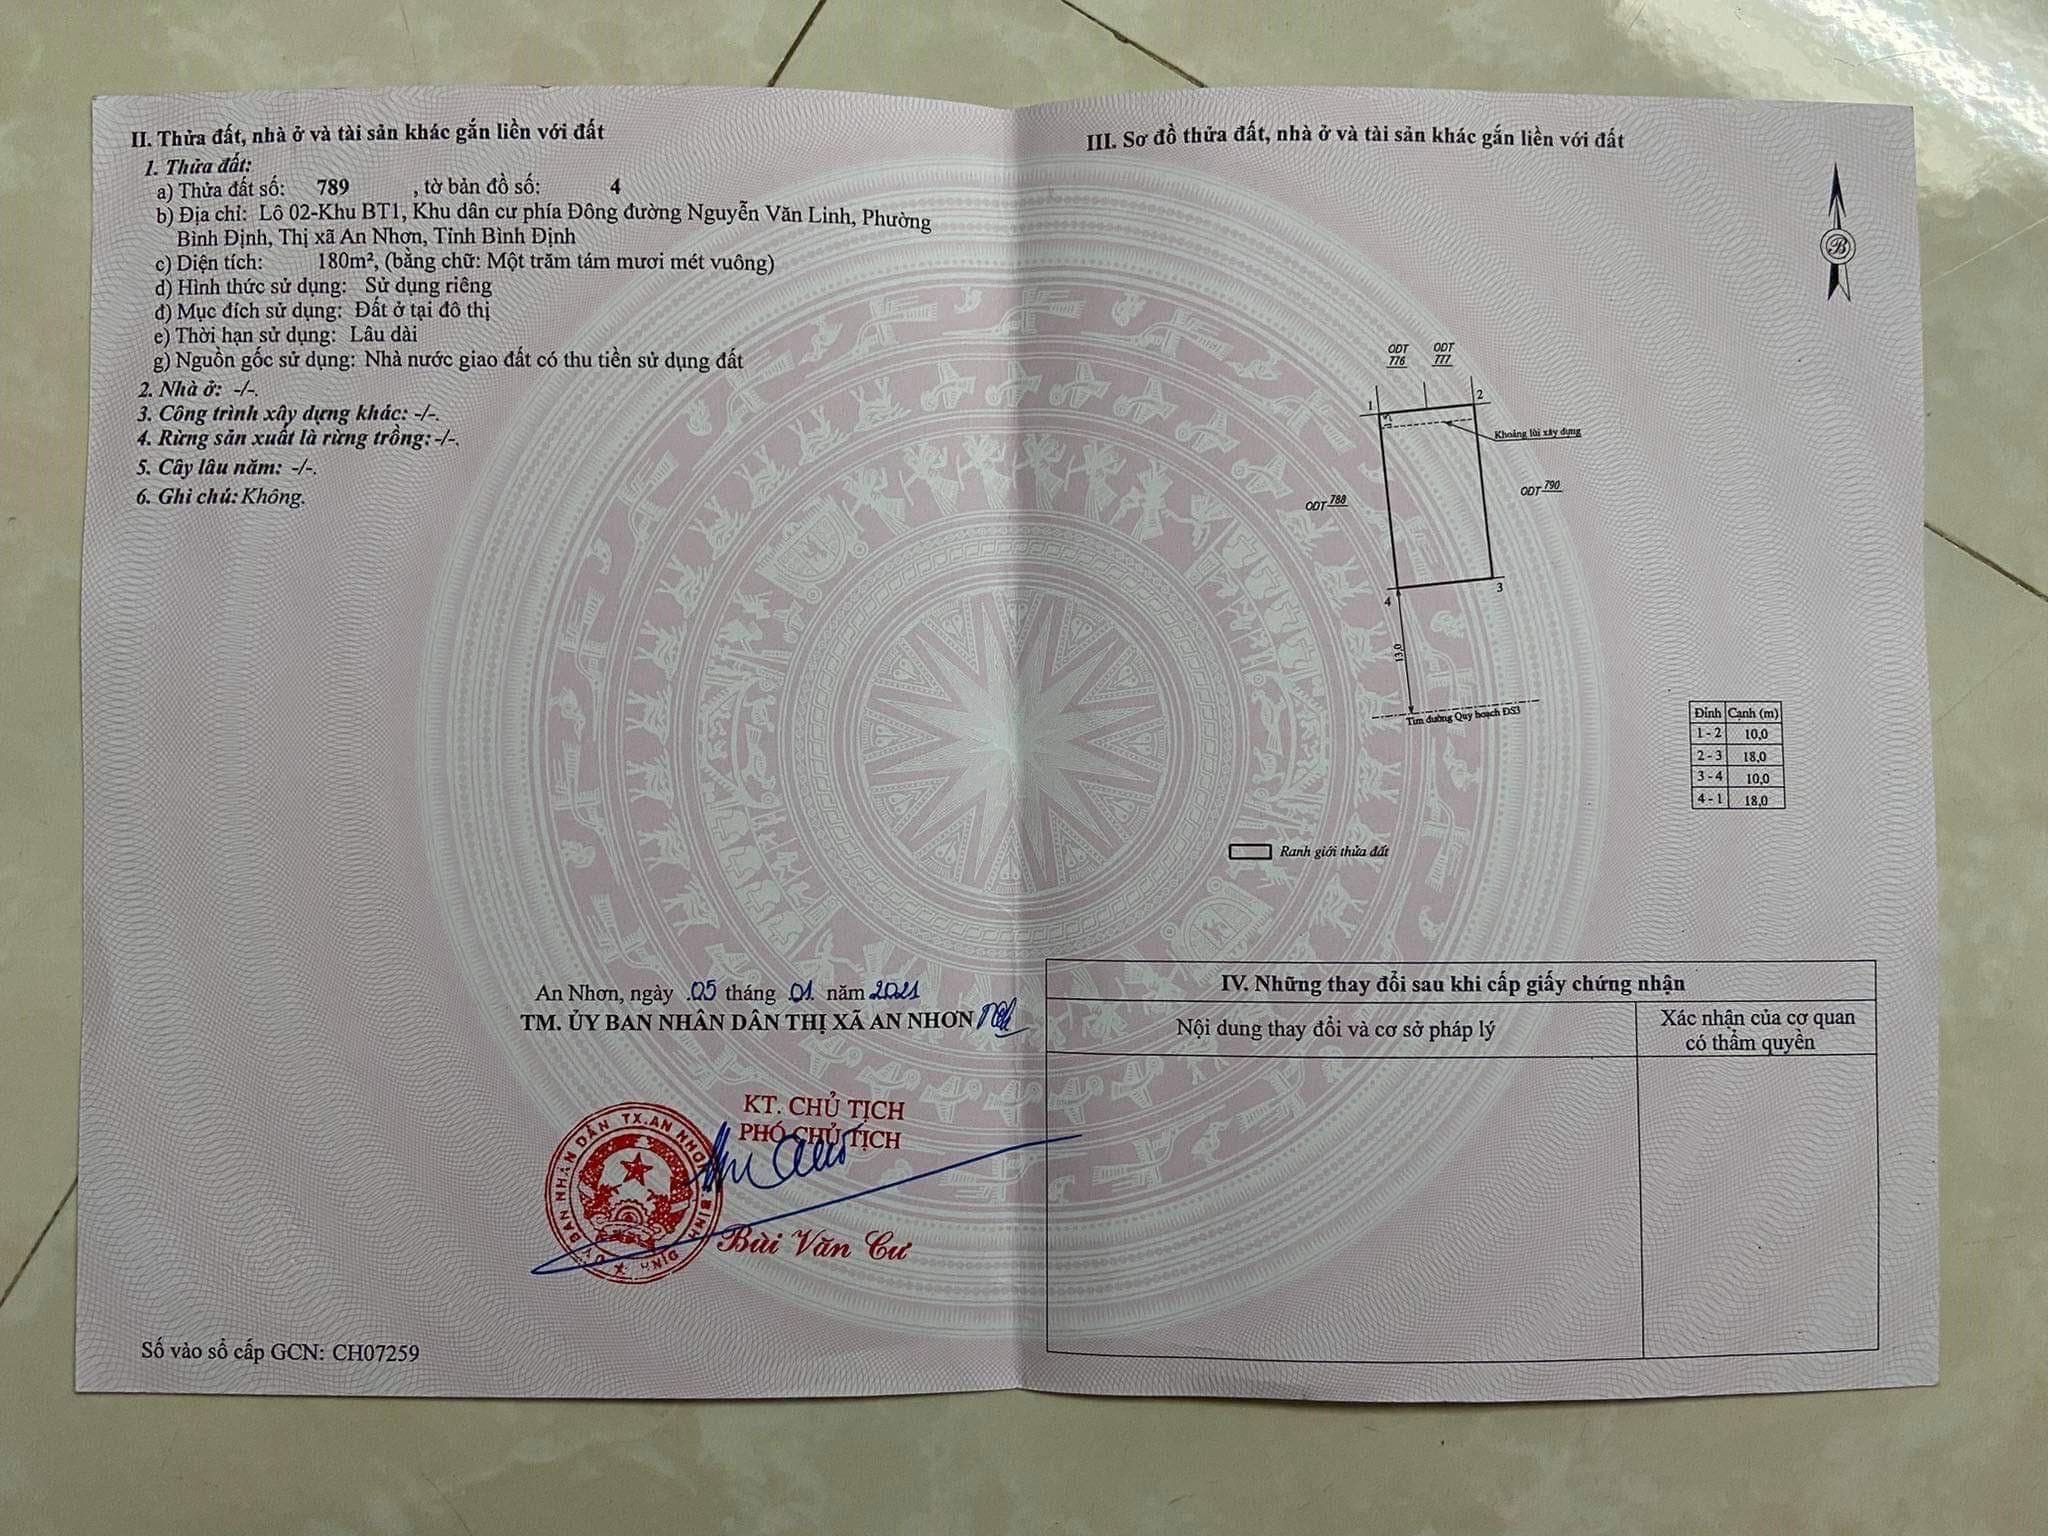 II. Thửa đất, nhà ở và tài sản khác gắn liền với đất
1. Thửa đất:
a) Thửa đất số: 789 , tờ bản đồ số: 4
b) Địa chỉ: Lô 02-Khu BT1, Khu dân cư phía Đông đường Nguyễn Văn Linh, Phường
Bình Định, Thị xã An Nhơn, Tỉnh Bình Định
c) Diện tích: 180m², (bằng chữ: Một trăm tám mươi mét vuông)
d) Hình thức sử dụng: Sử dụng riêng
đ) Mục đích sử dụng: Đất ở tại đô thị
e) Thời hạn sử dụng: Lâu dài
g) Nguồn gốc sử dụng: Nhà nước giao đất có thu tiền sử dụng đất
2. Nhà ở: -/-.
3. Công trình xây dựng khác: -/-.
4. Rừng sản xuất là rừng trồng: -/-.
5. Cây lâu năm: -/-.
6. Ghi chú: Không.
An Nhơn, ngày 05 tháng 01 năm 2021
TM. ỦY BAN NHÂN DÂN THỊ XÃ AN NHƠN
KT. CHỦ TỊCH
PHÓ CHỦ TỊCH
ỦY BAN NHÂN DÂN TX.AN NHƠN
BÌNH ĐỊNH
Bùi Văn Cư
Số vào sổ cấp GCN: CH07259
III. Sơ đồ thửa đất, nhà ở và tài sản khác gắn liền với đất
B
ODT 776
ODT 777
1
2
Khoảng lùi xây dựng
ODT 788
ODT 790
4
3
13,0
Tim đường Quy hoạch ĐS3
Đỉnh Cạnh (m)
1 - 2 10,0
2 - 3 18,0
3 - 4 10,0
4 - 1 18,0
Ranh giới thửa đất
IV. Những thay đổi sau khi cấp giấy chứng nhận
Nội dung thay đổi và cơ sở pháp lý
Xác nhận của cơ quan
có thẩm quyền